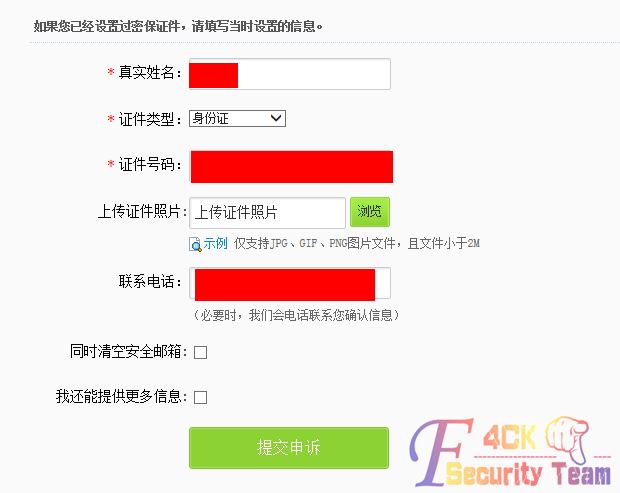 如果您已经设置过密保证件，请填写当时设置的信息。
* 真实姓名：
* 证件类型： 身份证
* 证件号码：
上传证件照片: 上传证件照片 浏览
示例 仅支持JPG、GIF、PNG图片文件，且文件小于2M
联系电话：
（必要时，我们会电话联系您确认信息）
同时清空安全邮箱:
我还能提供更多信息:
提交申诉
F4CK
Security Team